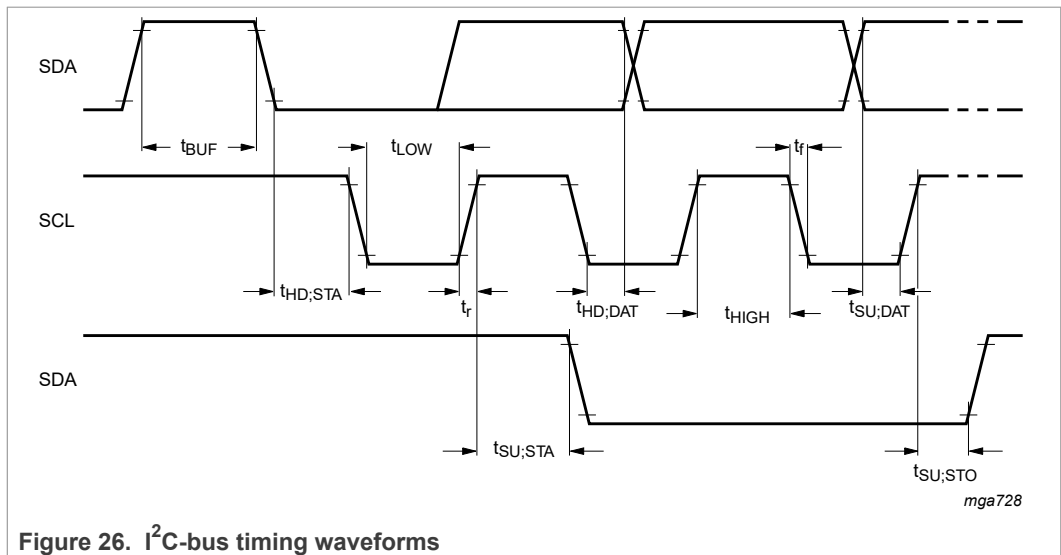 SDA
tBUF
tLOW
tf
SCL
tHD;STA
tr
tHD;DAT
tHIGH
tSU;DAT
SDA
tSU;STA
tSU;STO
mga728
Figure 26. I²C-bus timing waveforms